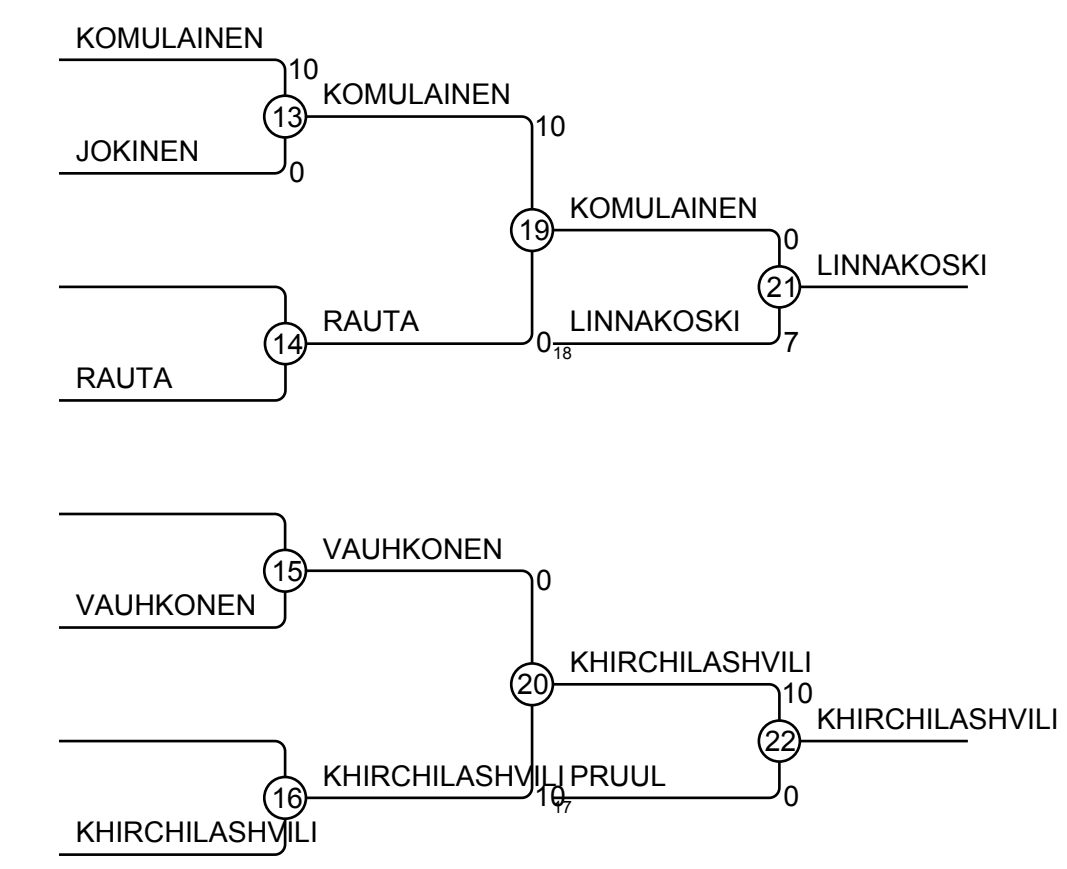 KOMULAINEN
10
13
KOMULAINEN
10
JOKINEN
0
19
KOMULAINEN
0
21
LINNAKOSKI
14
RAUTA
0
18
LINNAKOSKI
7
RAUTA
15
VAUHKONEN
0
VAUHKONEN
20
KHIRCHILASHVILI
10
22
KHIRCHILASHVILI
16
KHIRCHILASHVILI
10
17
PRUUL
0
KHIRCHILASHVILI